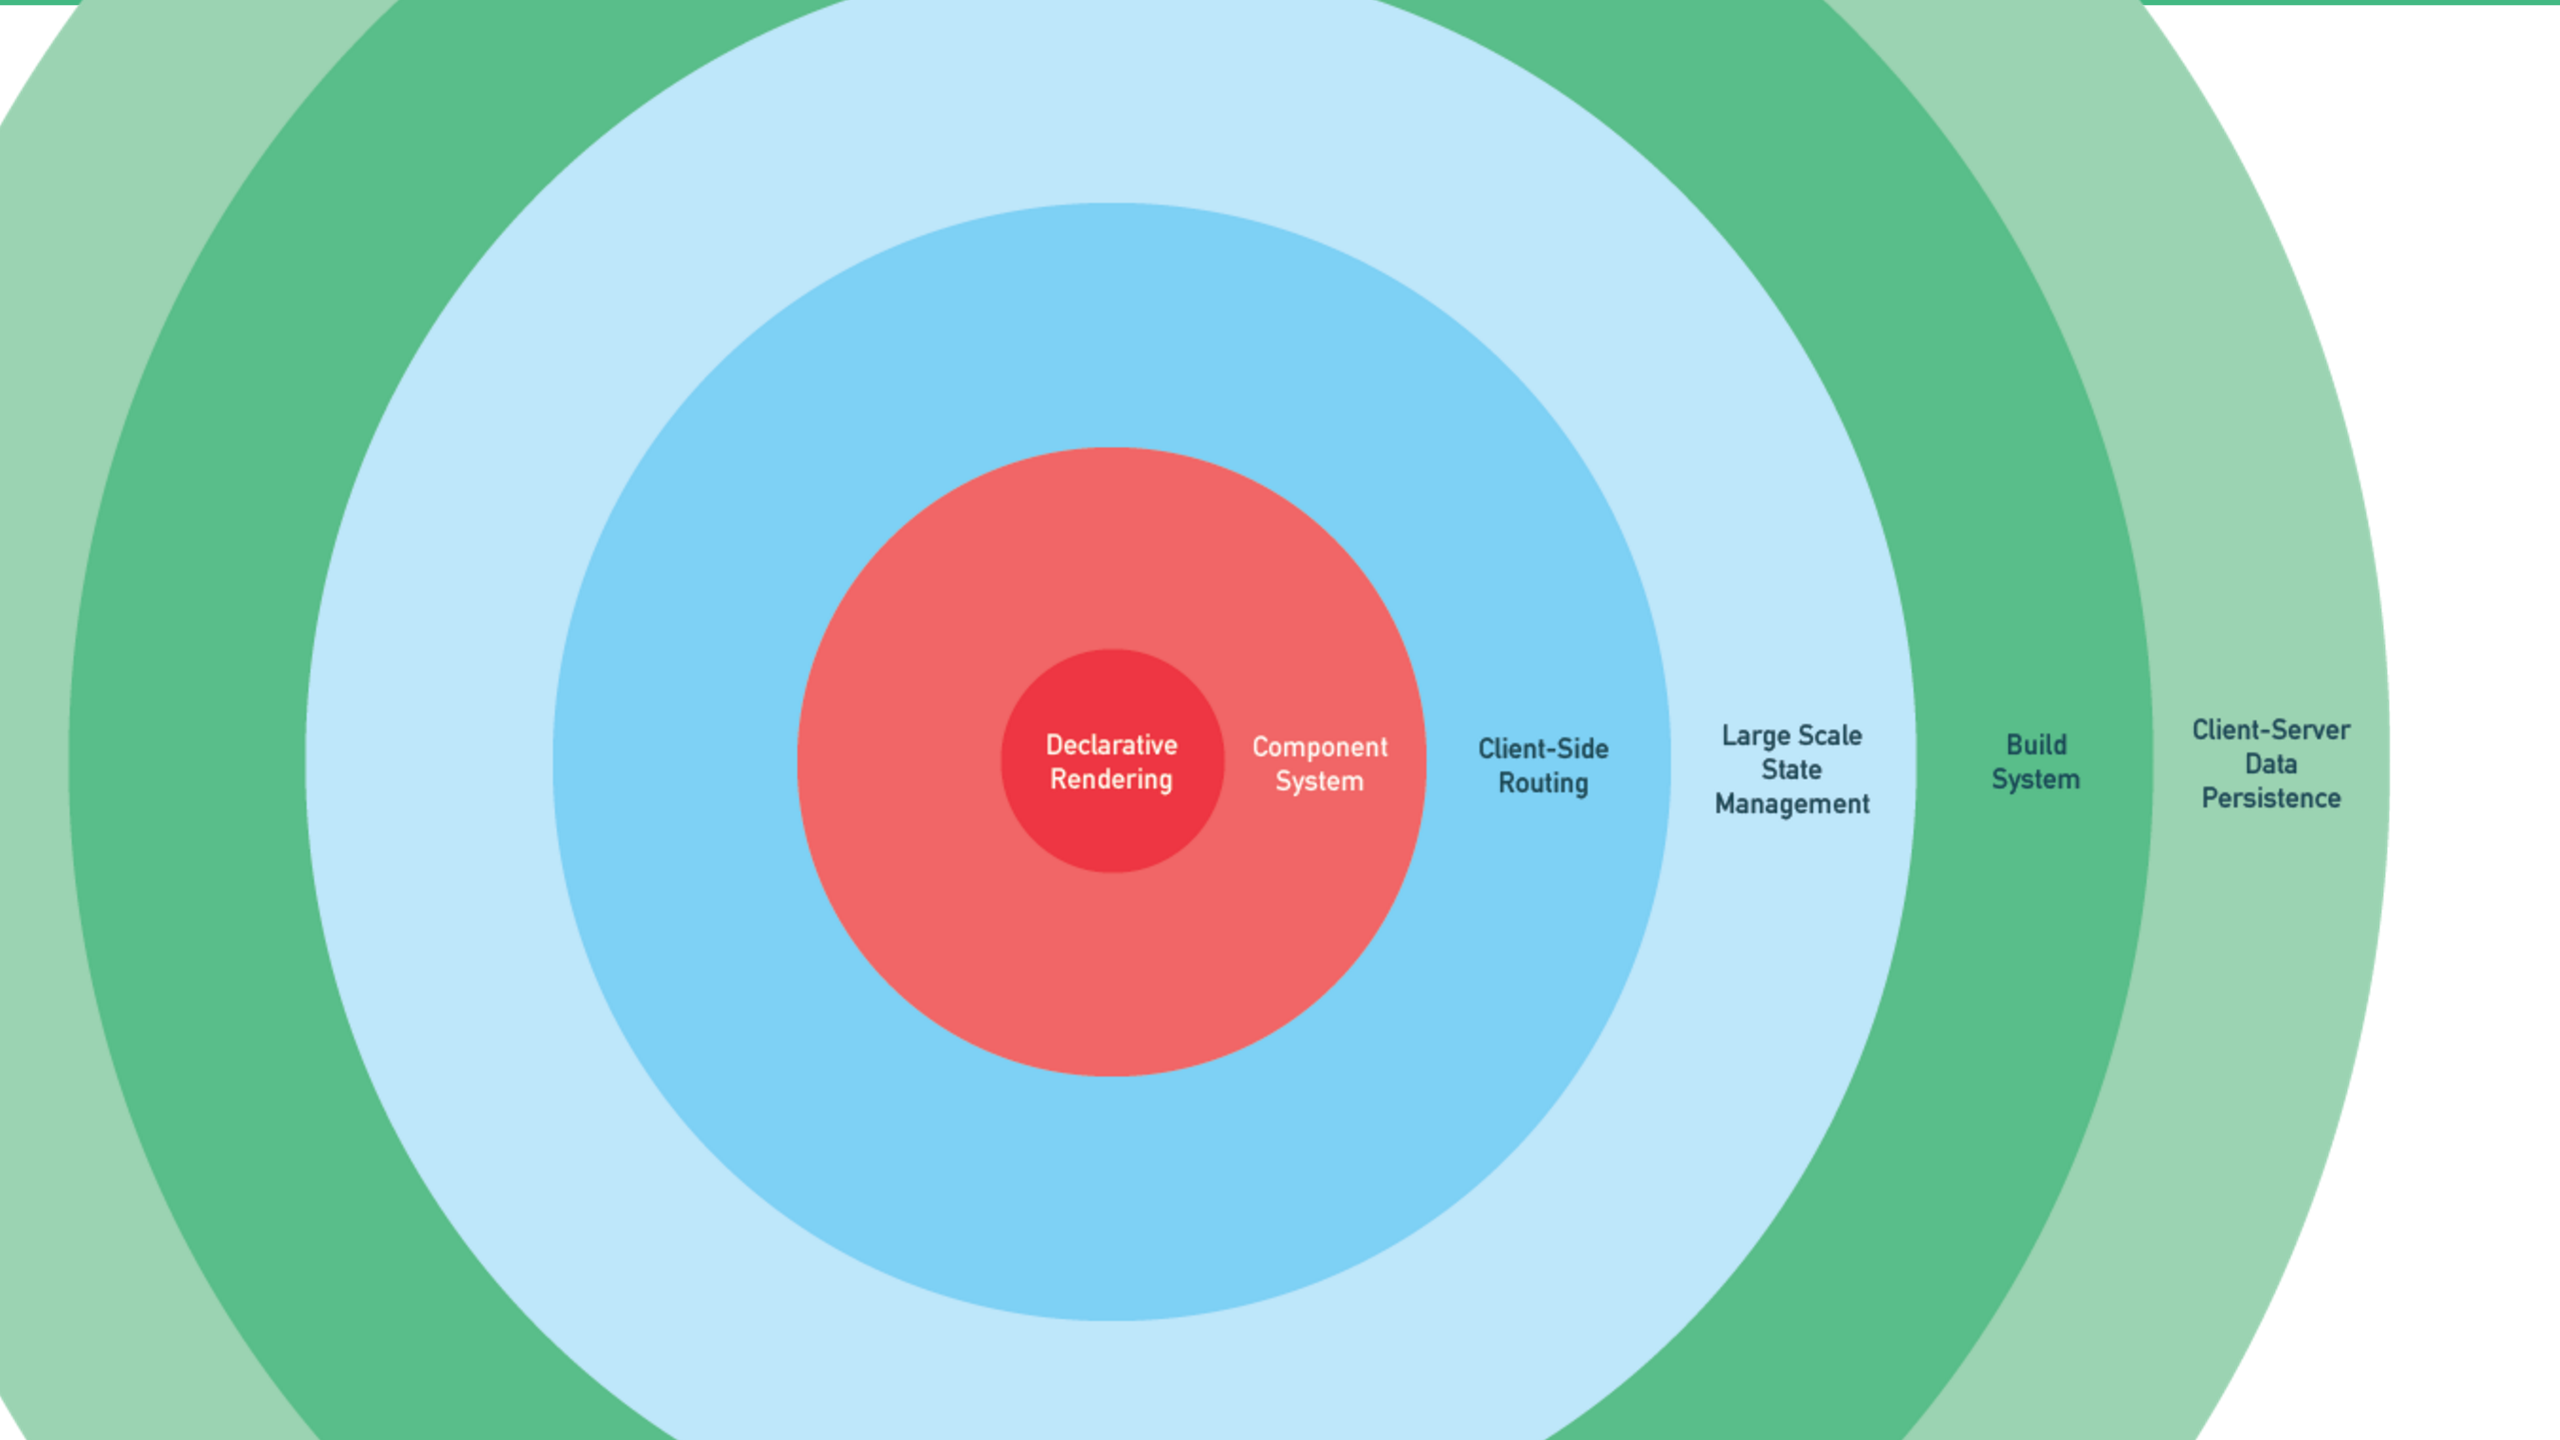 Declarative
Rendering
Component
System
Client-Side
Routing
Large Scale
State
Management
Build
System
Client-Server
Data
Persistence